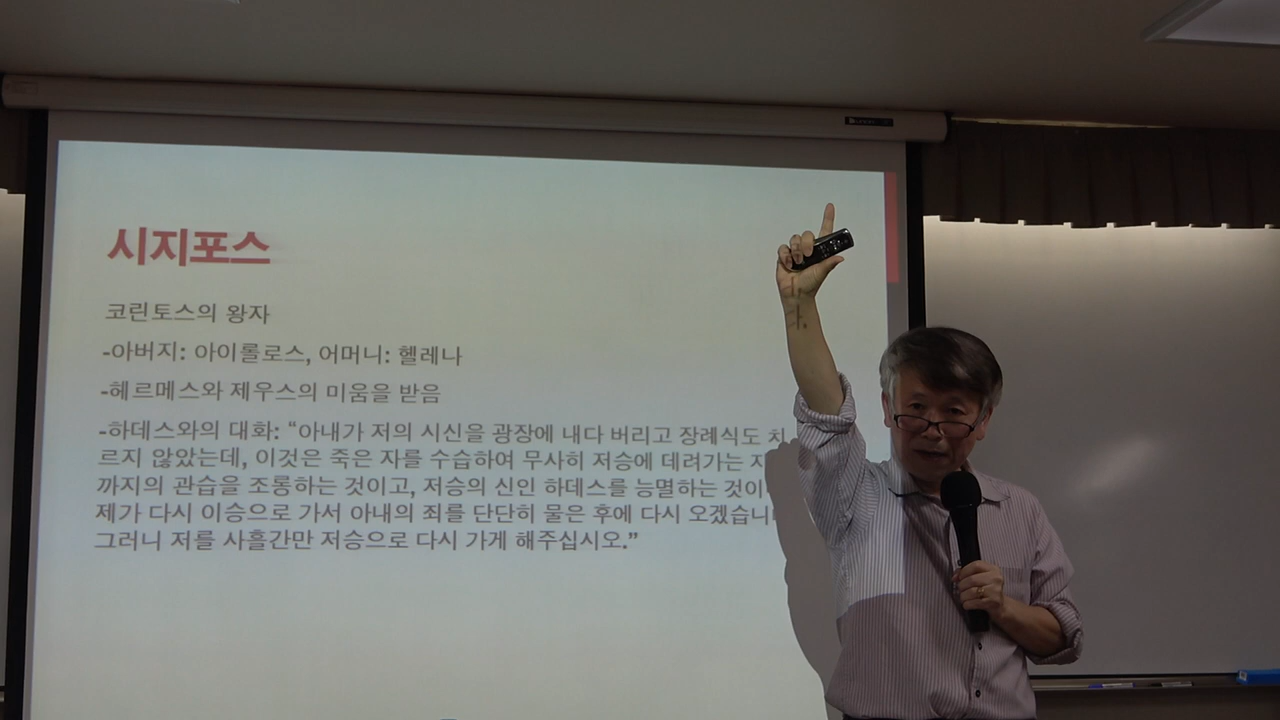 시지포스
코린토스의 왕자
-아버지: 아이롤로스, 어머니: 헬레나
-헤르메스와 제우스의 미움을 받음
-하데스와의 대화: “아내가 저의 시신을 광장에 내다 버리고 장례식도 치
르지 않았는데, 이것은 죽은 자를 수습하여 무사히 저승에 데려가는 지
까지의 관습을 조롱하는 것이고, 저승의 신인 하데스를 능멸하는 것이
제가 다시 이승으로 가서 아내의 죄를 단단히 물은 후에 다시 오겠습니
그러니 저를 사흘간만 저승으로 다시 가게 해주십시오.”